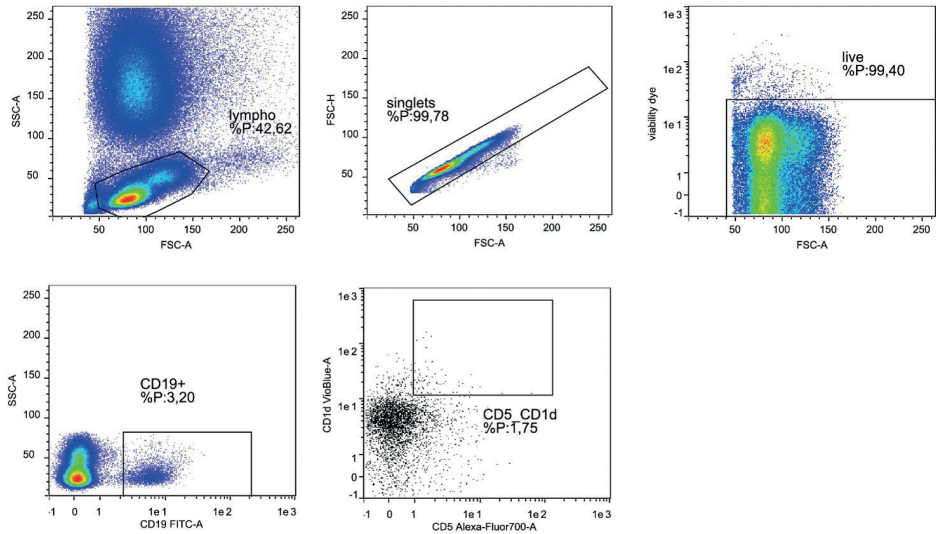 250
200
150
100
50
SSC-A
lympho
%P:42,62
50 100 150 200 250
FSC-A
250
200
150
100
50
FSC-H
singlets
%P:99,78
50 100 150 200 250
FSC-A
1e3
1e2
1e1
1
0
-1
viability dye
live
%P:99,40
50 100 150 200 250
FSC-A
250
200
150
100
50
SSC-A
CD19+
%P:3,20
-1 0 1 1e1 1e2 1e3
CD19 FITC-A
1e3
1e2
1e1
1
0
-1
CD1d VioBlue-A
CD5_CD1d
%P:1,75
-1 0 1 1e1 1e2 1e3
CD5 Alexa-Fluor700-A